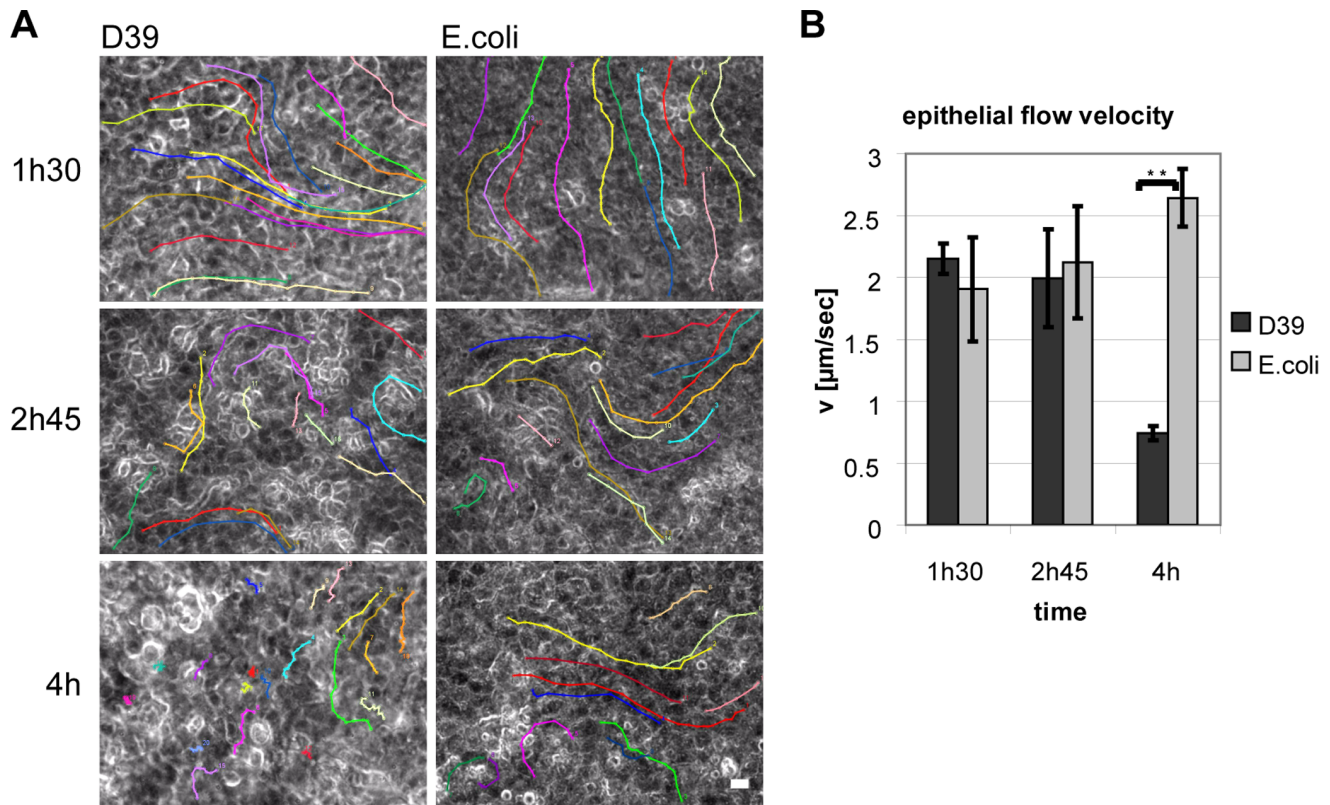 A
D39
E.coli
1h30
2h45
4h
B
epithelial flow velocity
3
2.5
2
1.5
1
0.5
0
v [µm/sec]
* *
1h30
2h45
4h
time
D39
E.coli